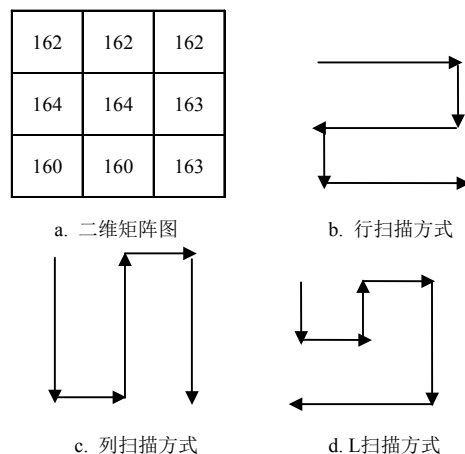 162 162 162
164 164 163
160 160 163
a. 二维矩阵图
b. 行扫描方式
c. 列扫描方式
d. L扫描方式